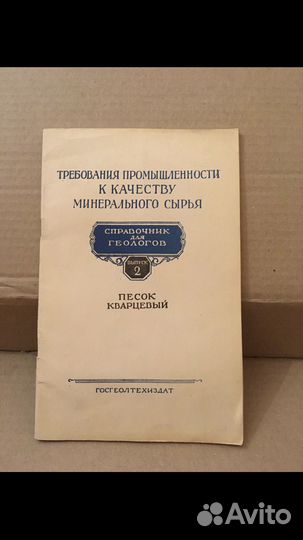 ТРЕБОВАНИЯ ПРОМЫШЛЕННОСТИ
К КАЧЕСТВУ
МИНЕРАЛЬНОГО СЫРЬЯ
СПРАВОЧНИК
ДЛЯ
ГЕОЛОГОВ
ВЫПУСК
2
ПЕСОК
КВАРЦЕВЫЙ
ГОСГЕОЛТЕХИЗДАТ
Avito